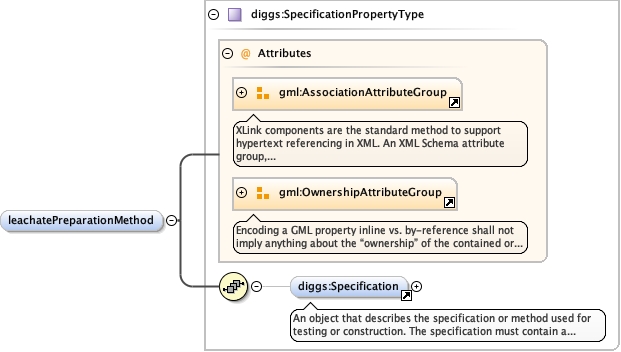 diggs:SpecificationPropertyType
@ Attributes
gml:AssociationAttributeGroup
XLink components are the standard method to support
hypertext referencing in XML. An XML Schema attribute
group,...
gml:OwnershipAttributeGroup
Encoding a GML property inline vs. by-reference shall not
imply anything about the “ownership” of the contained or...
leachatePreparationMethod
diggs:Specification
An object that describes the specification or method used for
testing or construction. The specification must contain a...